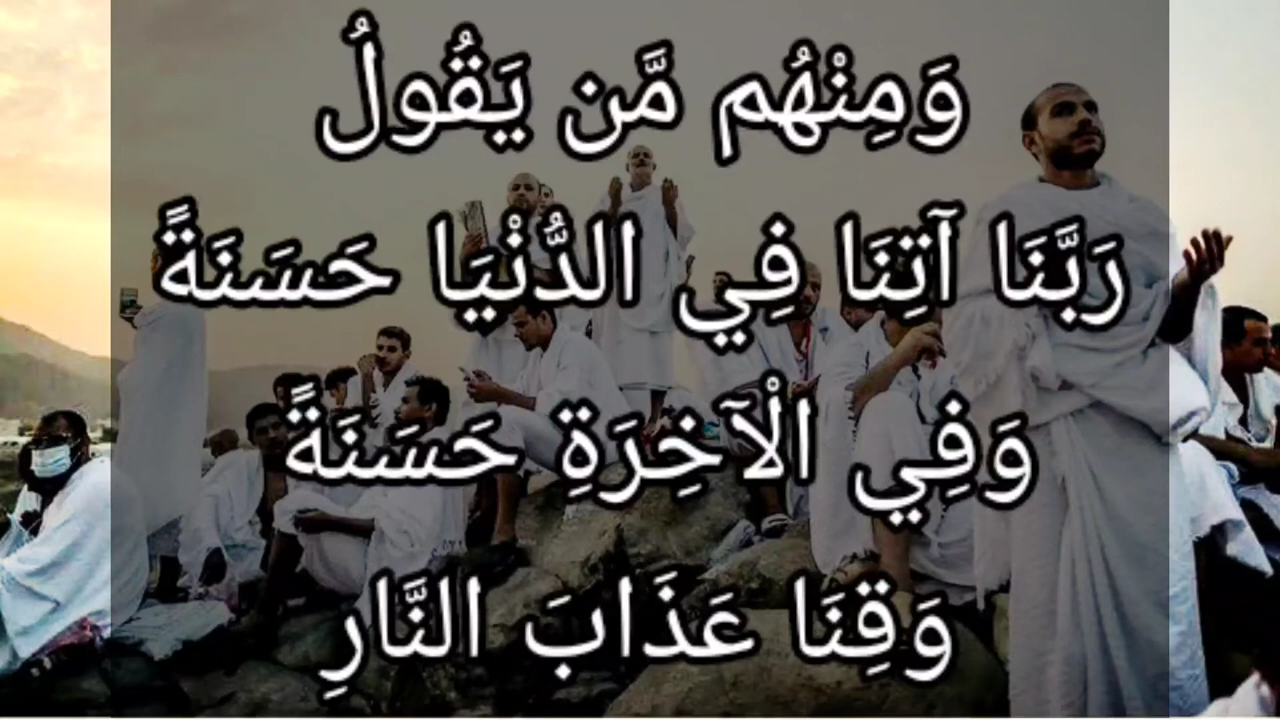 وَمِنْهُمِ مَّن يَقُولُ
رَبَّنَا آتِنَا فِي الدُّنْيَا حَسَنَةً
وَفِي الْآخِرَةِ حَسَنَةً
وَقِنَا عَذَابَ النَّارِ